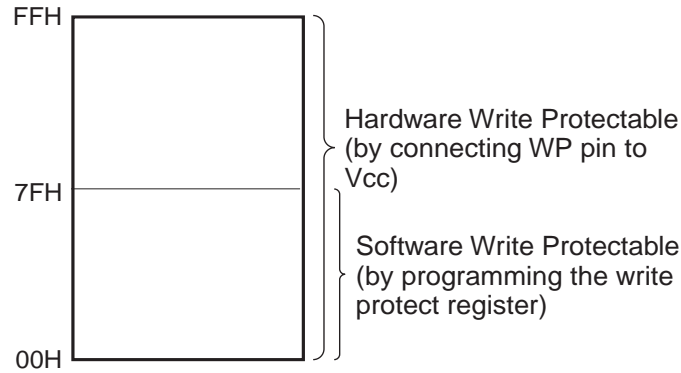 FFH
Hardware Write Protectable
(by connecting WP pin to
Vcc)
7FH
Software Write Protectable
(by programming the write
protect register)
00H